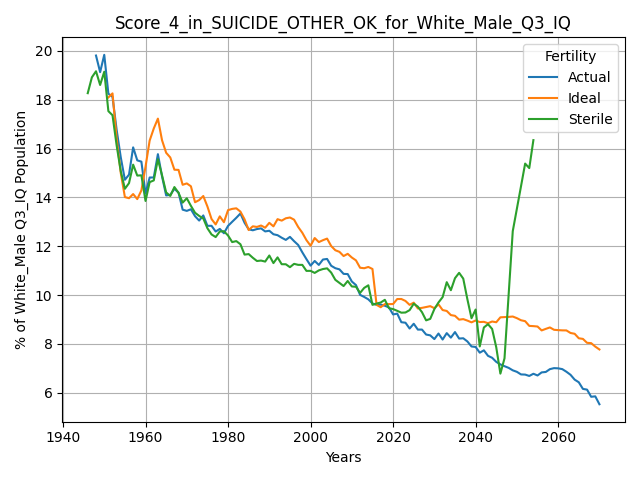 Score_4_in_SUICIDE_OTHER_OK_for_White_Male_Q3_IQ
% of White_Male Q3_IQ Population
20
18
16
14
12
10
8
6
Fertility
Actual
Ideal
Sterile
1940 1960 1980 2000 2020 2040 2060
Years